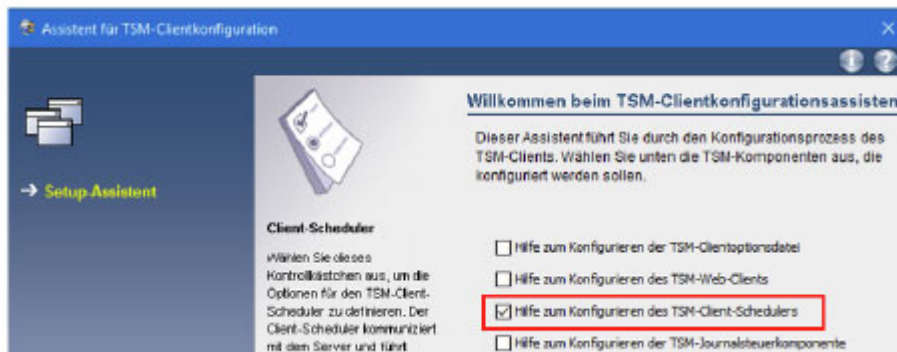 Assistent für TSM-Clientkonfiguration
Willkommen beim TSM-Clientkonfigurationsassisten
Dieser Assistent führt Sie durch den Konfigurationsprozess des
TSM-Clients. Wählen Sie unten die TSM-Komponenten aus, die
konfiguriert werden sollen.
→ Setup-Assistent
Client-Scheduler
Wählen Sie dieses
Kontrollkästchen aus, um die
Optionen für den TSM-Client-
Scheduler zu definieren. Der
Client-Scheduler kommuniziert
mit dem Server und führt
Hilfe zum Konfigurieren der TSM-Clientoptionsdatei
Hilfe zum Konfigurieren des TSM-Web-Clients
Hilfe zum Konfigurieren des TSM-Client-Schedulers
Hilfe zum Konfigurieren der TSM-Journalsteuerkomponente